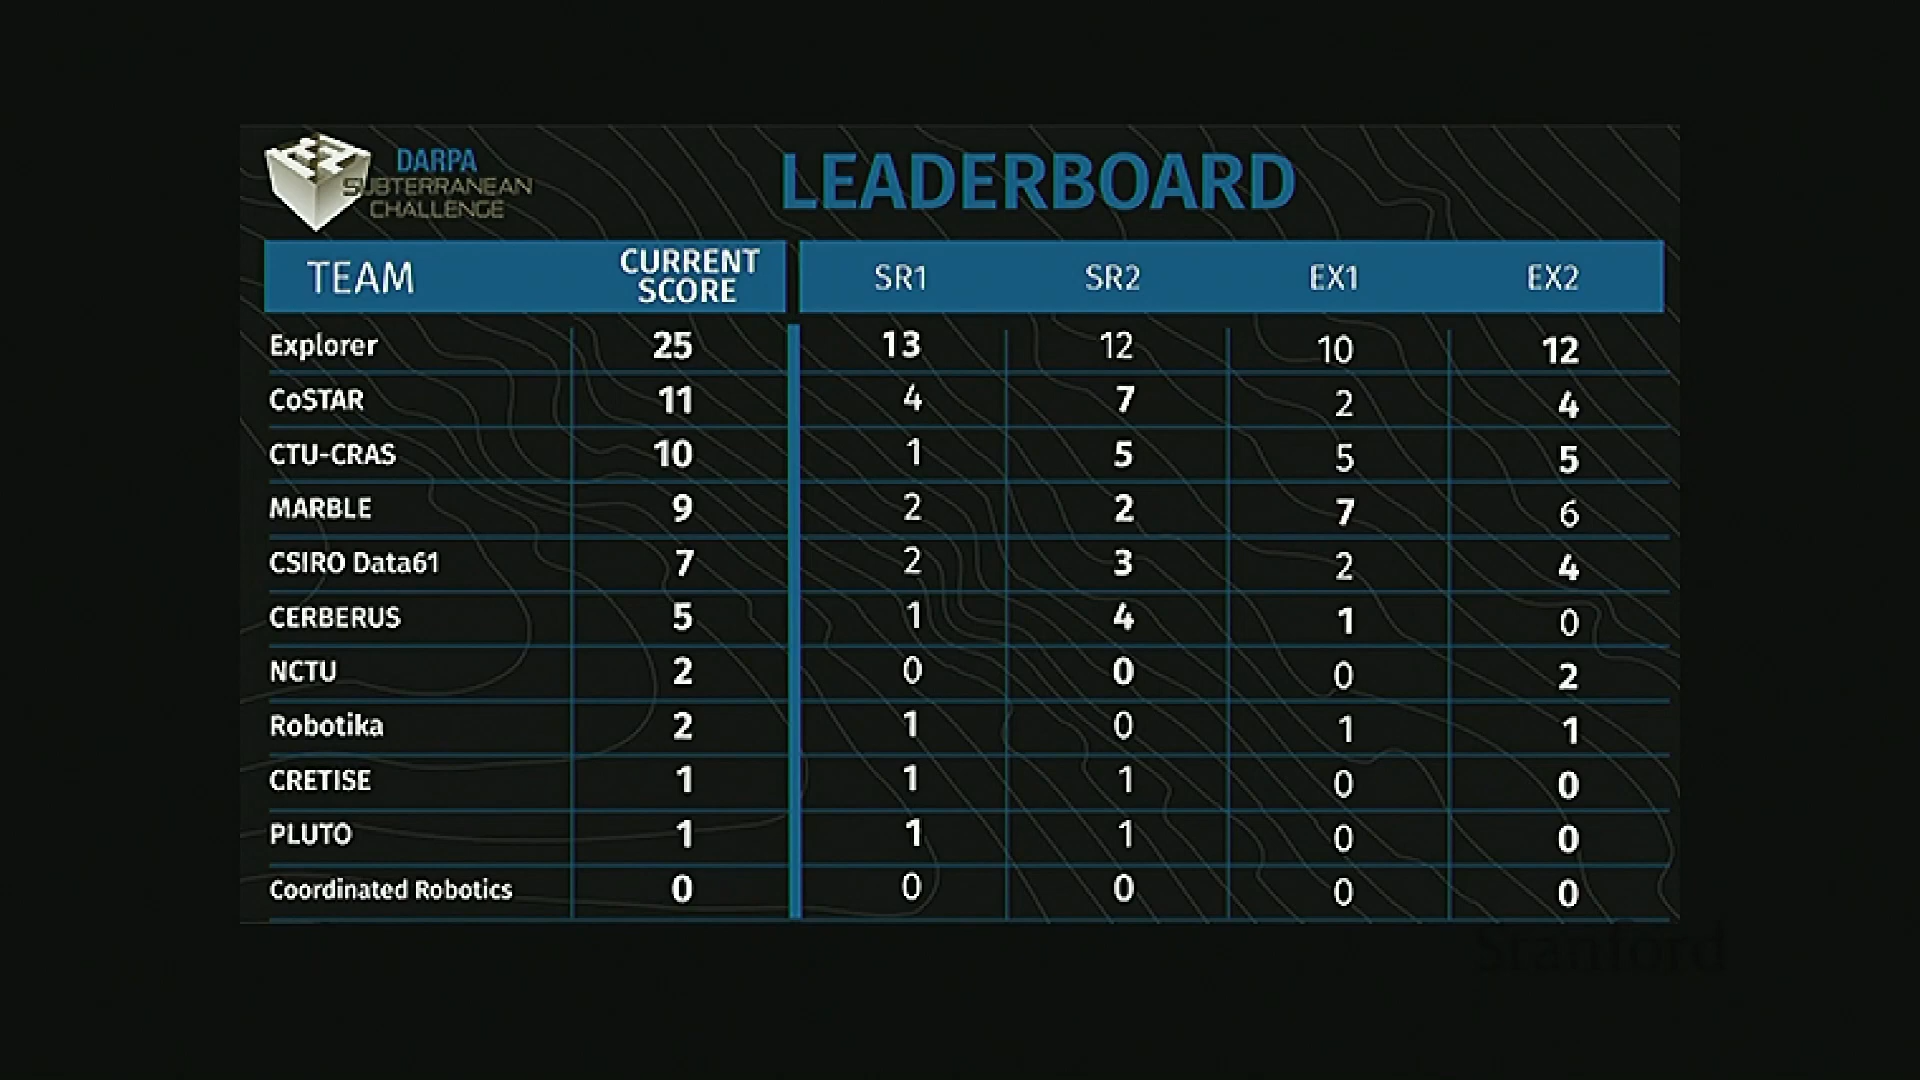 DARPA
SUBTERRANEAN
CHALLENGE
LEADERBOARD
TEAM CURRENT SCORE SR1 SR2 EX1 EX2
Explorer 25 13 12 10 12
CoSTAR 11 4 7 2 4
CTU-CRAS 10 1 5 5 5
MARBLE 9 2 2 7 6
CSIRO Data61 7 2 3 2 4
CERBERUS 5 1 4 1 0
NCTU 2 0 0 0 2
Robotika 2 1 0 1 1
CRETISE 1 1 1 0 0
PLUTO 1 1 1 0 0
Coordinated Robotics 0 0 0 0 0
Stanford